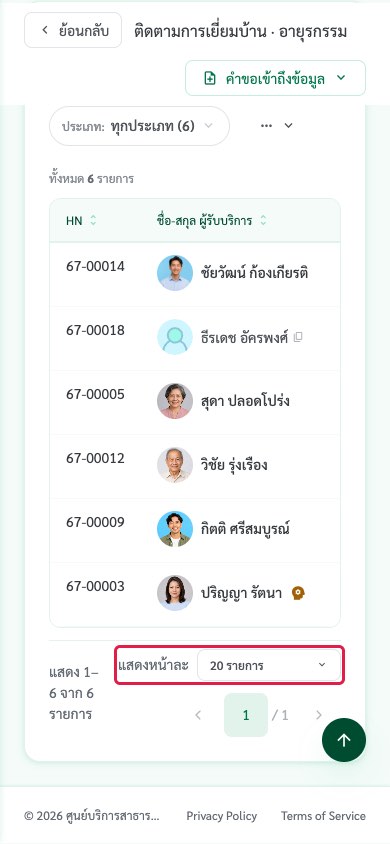 ย้อนกลับ ติดตามการเยี่ยมบ้าน · อายุรกรรม
คำขอเข้าถึงข้อมูล
ประเภท: ทุกประเภท (6)
ทั้งหมด 6 รายการ
HN ชื่อ-สกุล ผู้รับบริการ
67-00014 ชัยวัฒน์ ก้องเกียรติ
67-00018 ธีรเดช อัครพงศ์
67-00005 สุดา ปลอดโปร่ง
67-00012 วิชัย รุ่งเรือง
67-00009 กิตติ ศรีสมบูรณ์
67-00003 ปริญญา รัตนา
แสดงหน้าละ 20 รายการ
แสดง 1–
6 จาก 6
รายการ
1 / 1
© 2026 ศูนย์บริการสาธาร... Privacy Policy Terms of Service